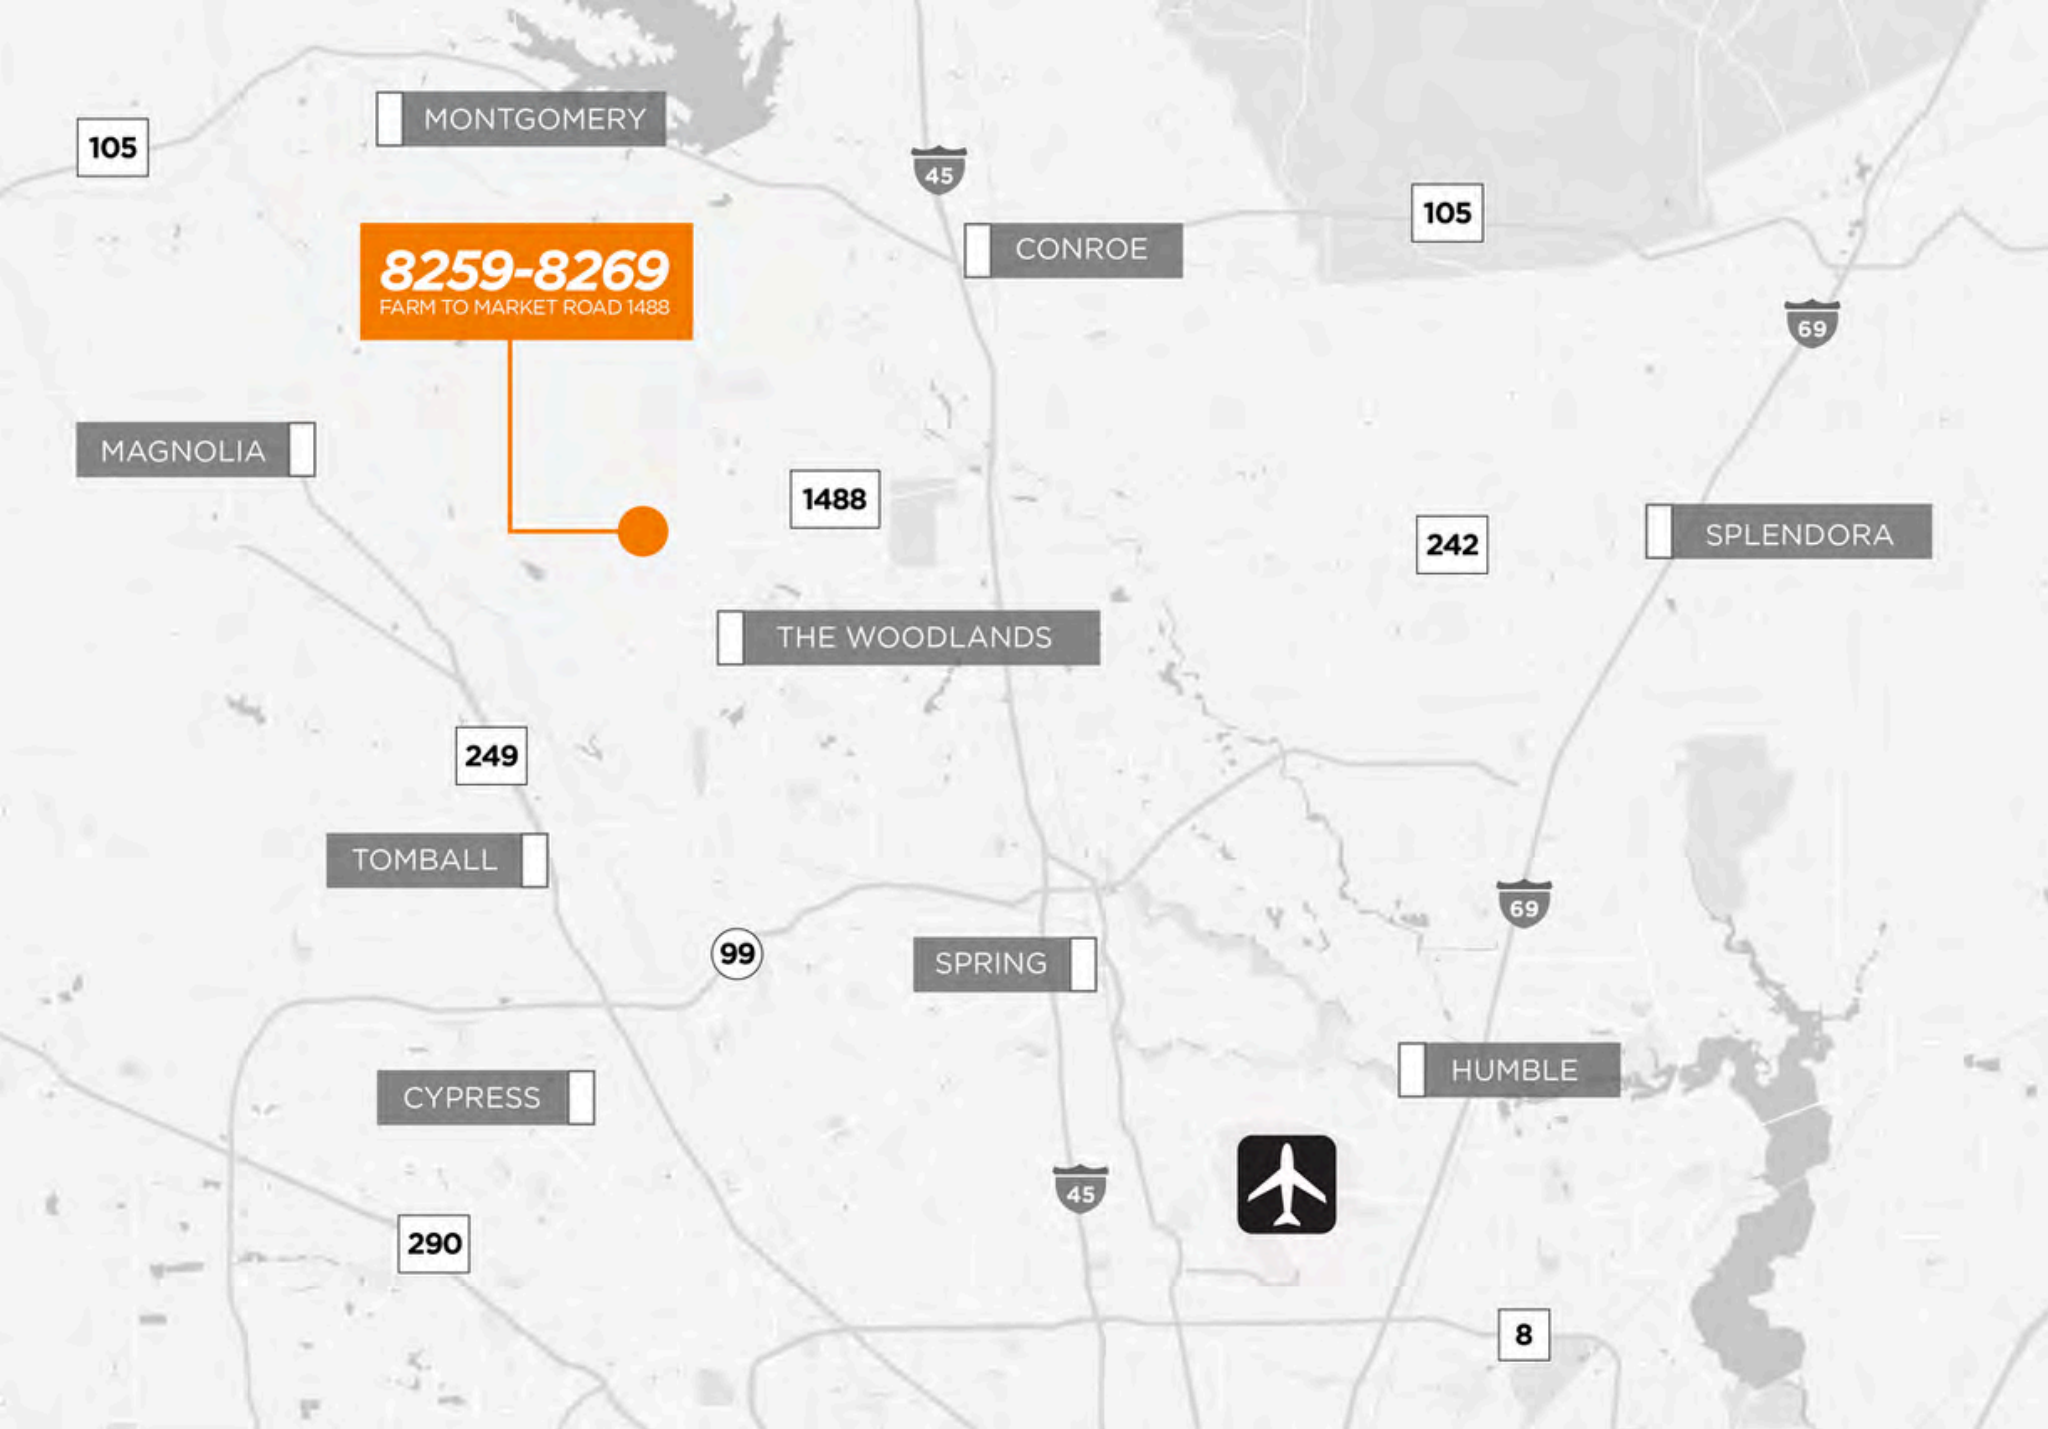 MONTGOMERY
105
45
105
8259-8269
FARM TO MARKET ROAD 1488
CONROE
69
MAGNOLIA
1488
242
SPLENDORA
THE WOODLANDS
249
TOMBALL
69
99
SPRING
HUMBLE
CYPRESS
45
290
8